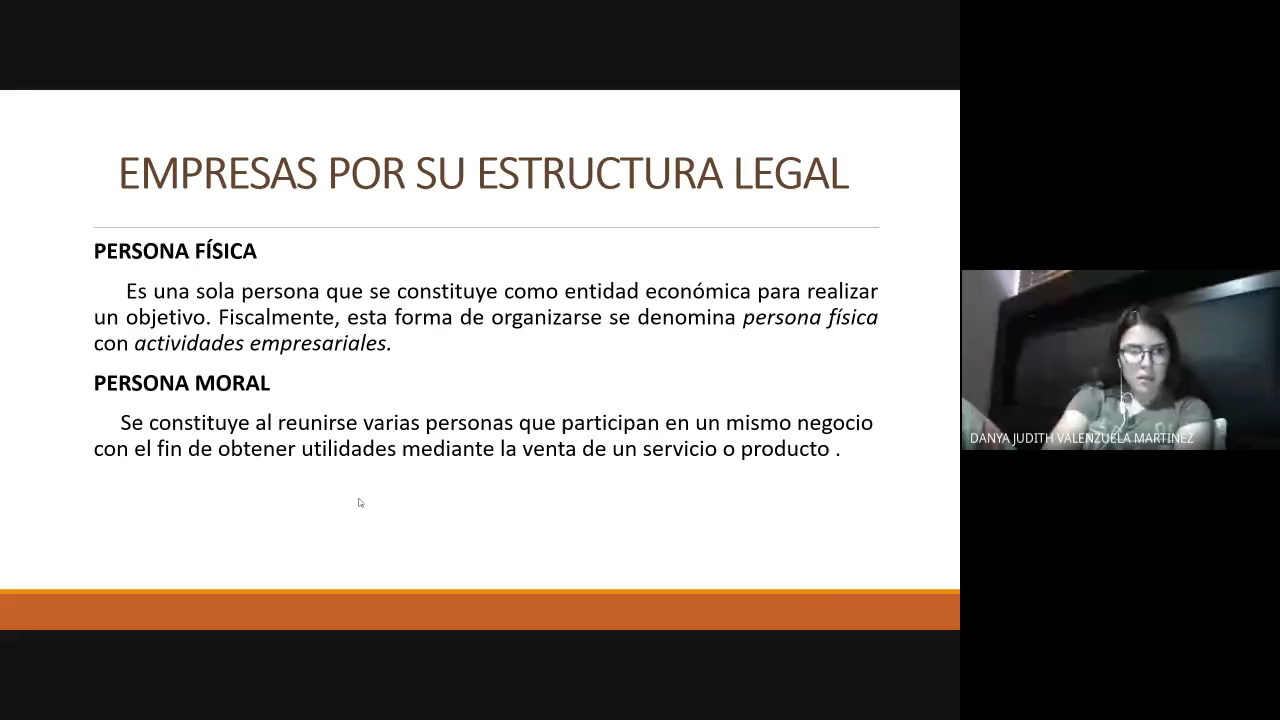 EMPRESAS POR SU ESTRUCTURA LEGAL
PERSONA FÍSICA
Es una sola persona que se constituye como entidad económica para realizar
un objetivo. Fiscalmente, esta forma de organizarse se denomina persona física
con actividades empresariales.
PERSONA MORAL
Se constituye al reunirse varias personas que participan en un mismo negocio
con el fin de obtener utilidades mediante la venta de un servicio o producto .
DANYA JUDITH VALENZUELA MARTINEZ